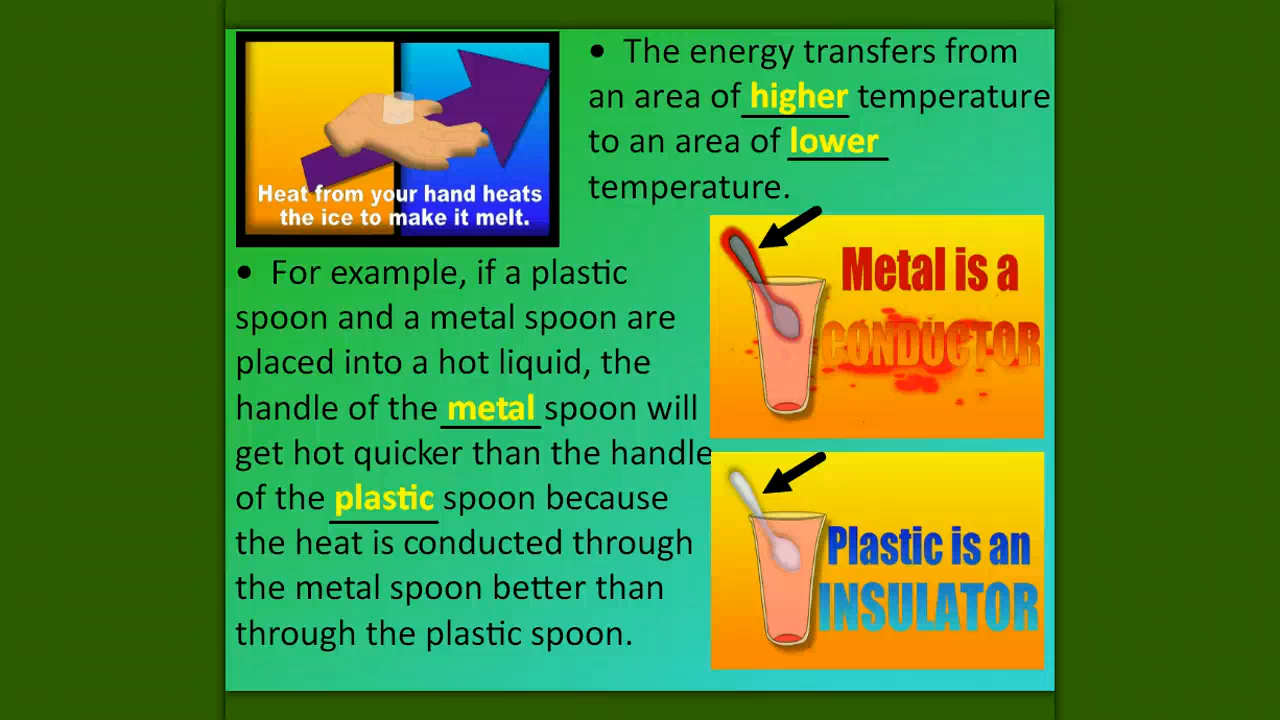 Heat from your hand heats
the ice to make it melt.
• The energy transfers from
an area of higher temperature
to an area of lower
temperature.
• For example, if a plastic
spoon and a metal spoon are
placed into a hot liquid, the
handle of the metal spoon will
get hot quicker than the handle
of the plastic spoon because
the heat is conducted through
the metal spoon better than
through the plastic spoon.
Metal is a
CONDUCTOR
Plastic is an
INSULATOR